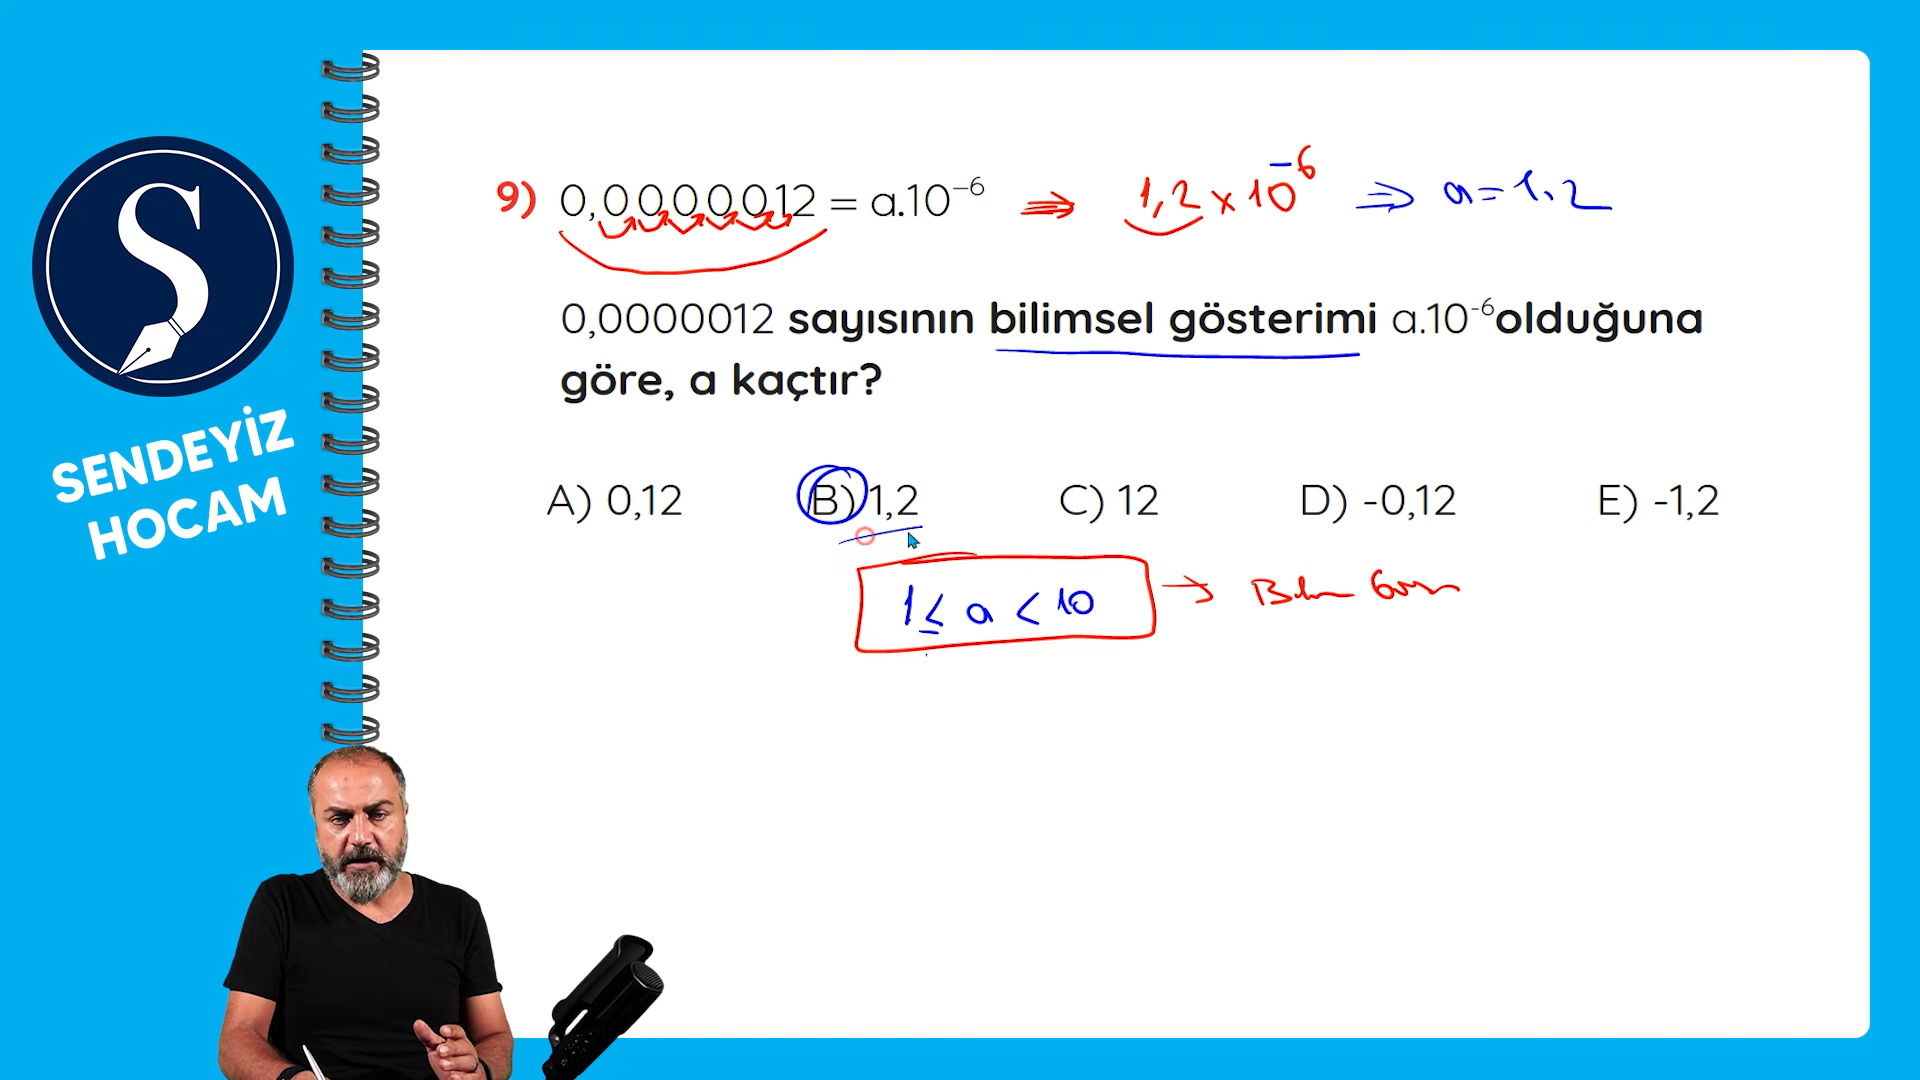 SENDEYİZ
HOCAM
9) 0,0000012 = a.10⁻⁶ ⇒ 1,2 x 10⁻⁶ ⇒ a = 1,2
0,0000012 sayısının bilimsel gösterimi a.10⁻⁶olduğuna
göre, a kaçtır?
A) 0,12 B) 1,2 C) 12 D) -0,12 E) -1,2
1 ≤ a < 10 →